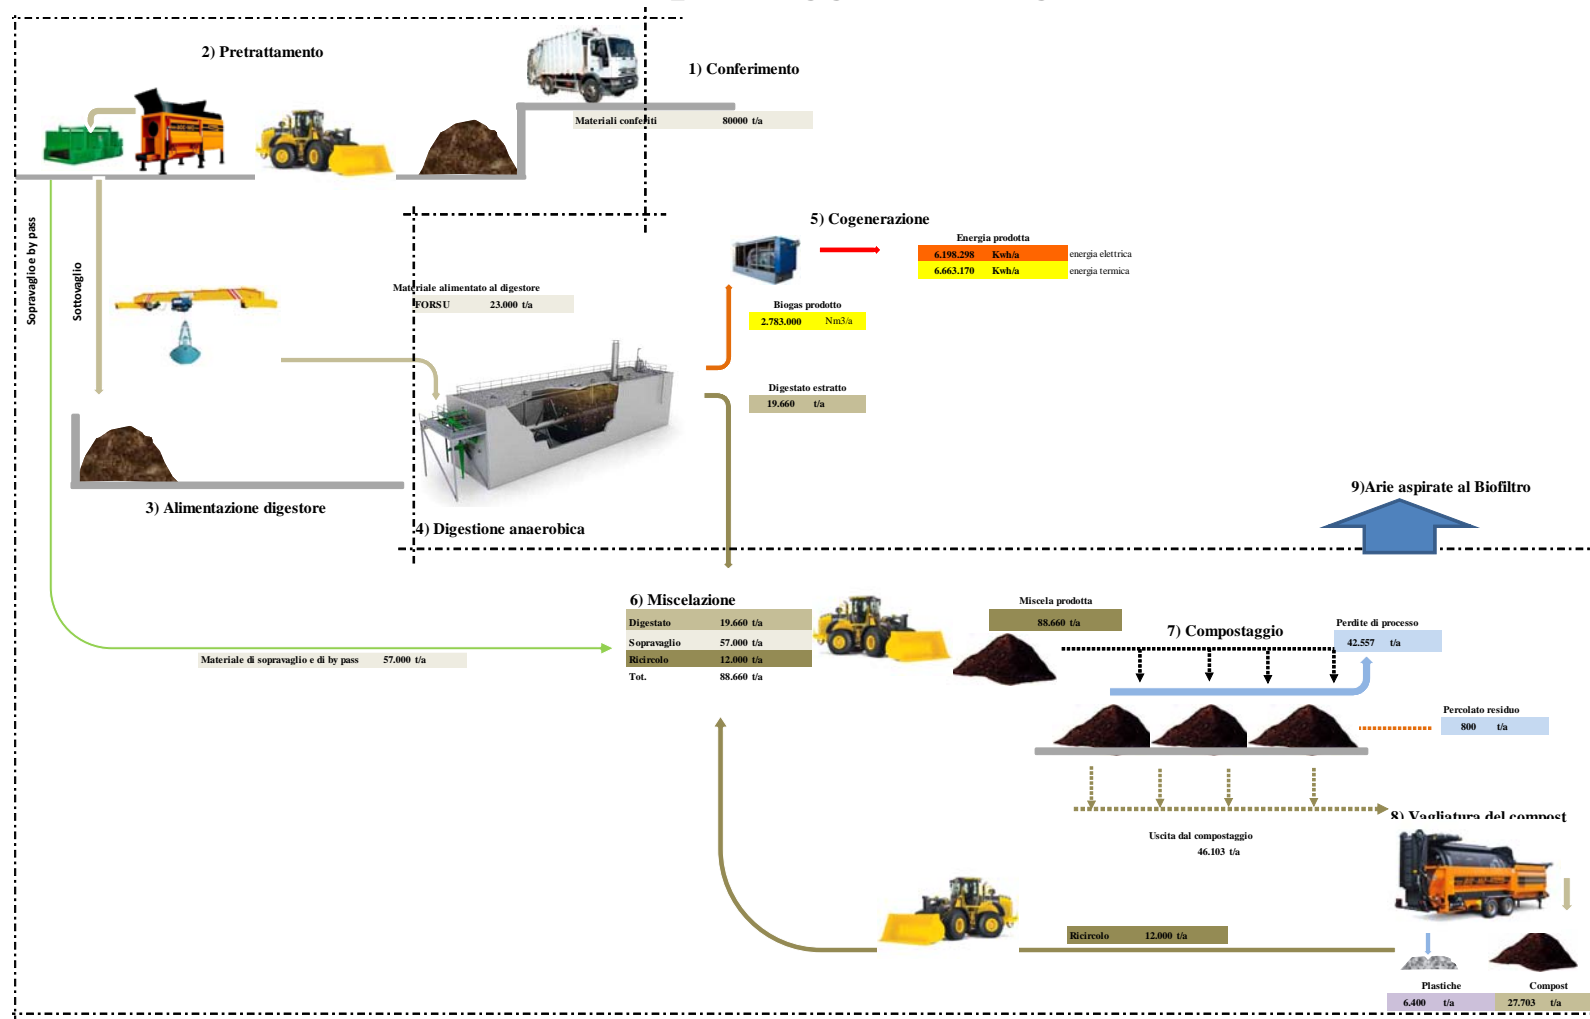 2) Pretrattamento
1) Conferimento
Materiali conferiti 80000 t/a
Sopravaglio e by pass
Sottovaglio
5) Cogenerazione
Energia prodotta
6.198.298 Kwh/a energia elettrica
6.663.170 Kwh/a energia termica
Materiale alimentato al digestore
FORSU 23.000 t/a
Biogas prodotto
2.783.000 Nm3/a
Digestato estratto
19.660 t/a
3) Alimentazione digestore
4) Digestione anaerobica
9)Arie aspirate al Biofiltro
6) Miscelazione
Digestato 19.660 t/a
Sopravaglio 57.000 t/a
Ricircolo 12.000 t/a
Tot. 88.660 t/a
Materiale di sopravaglio e di by pass 57.000 t/a
Miscela prodotta
88.660 t/a
7) Compostaggio
Perdite di processo
42.557 t/a
Percolato residuo
800 t/a
Uscita dal compostaggio
46.103 t/a
8) Vagliatura del compost
Ricircolo 12.000 t/a
Plastiche
6.400 t/a
Compost
27.703 t/a